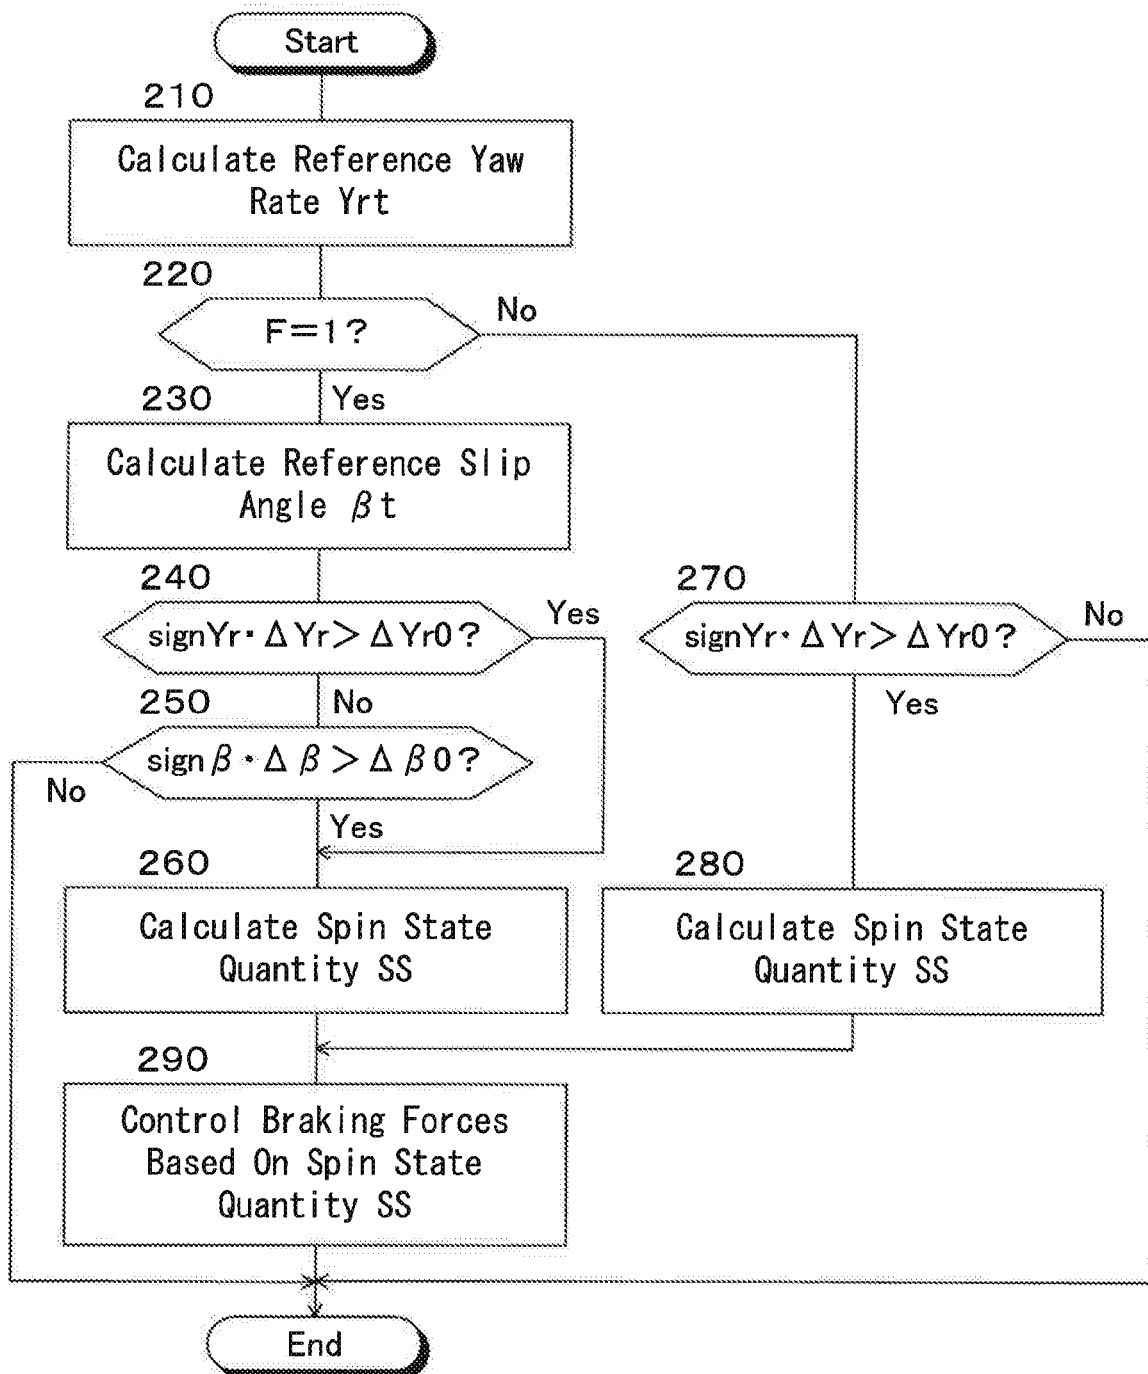 Start
210
Calculate Reference Yaw
Rate Yrt
220
F=1?
No
Yes
230
Calculate Reference Slip
Angle βt
240
signYr· ΔYr> ΔYr0?
Yes
No
270
signYr· ΔYr> ΔYr0?
No
Yes
250
signβ· Δβ> Δβ0?
No
Yes
260
Calculate Spin State
Quantity SS
280
Calculate Spin State
Quantity SS
290
Control Braking Forces
Based On Spin State
Quantity SS
End